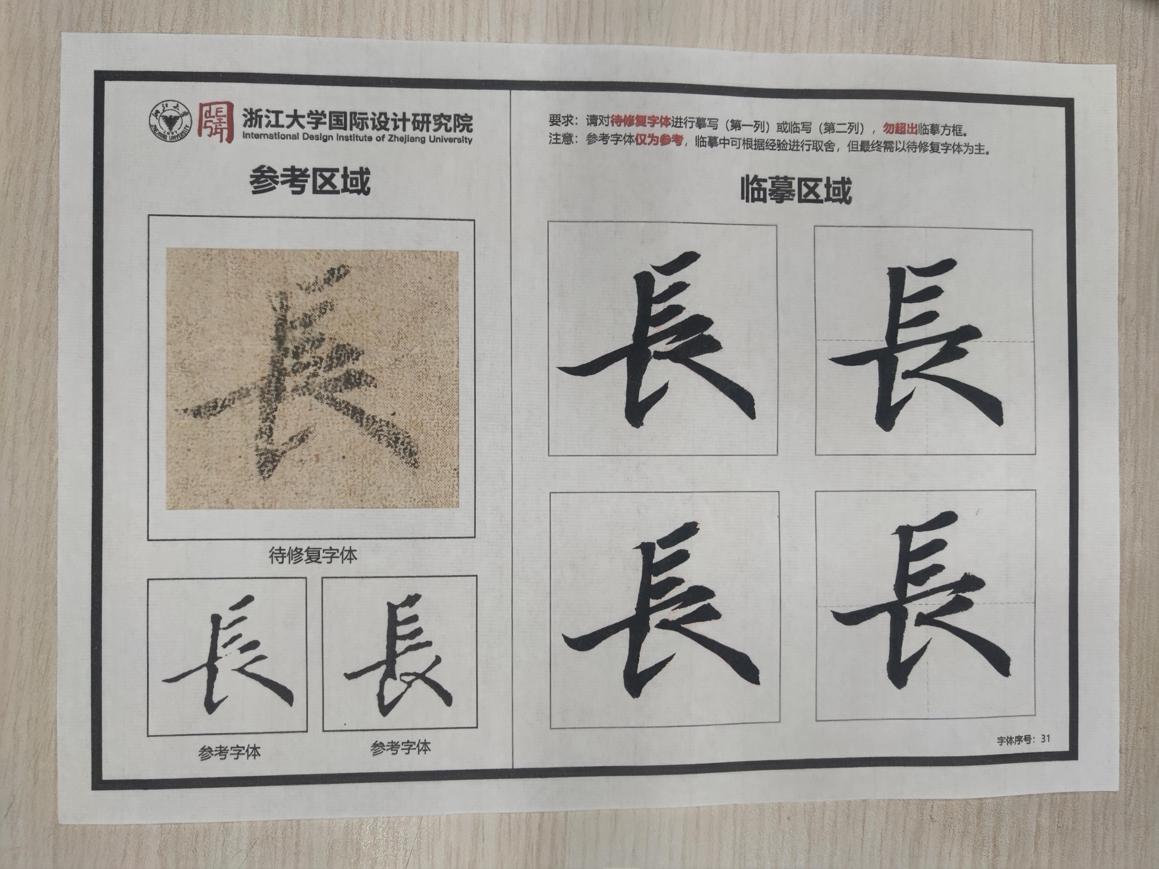 浙江大学国际设计研究院
International Design Institute of Zhejiang University
参考区域
長
待修复字体
長 長
参考字体 参考字体
要求：请对待修复字体进行摹写（第一列）或临写（第二列），勿超出临摹方框。
注意：参考字体仅为参考，临摹中可根据经验进行取舍，但最终需以待修复字体为主。
临摹区域
長 長
長 長
字体序号：31